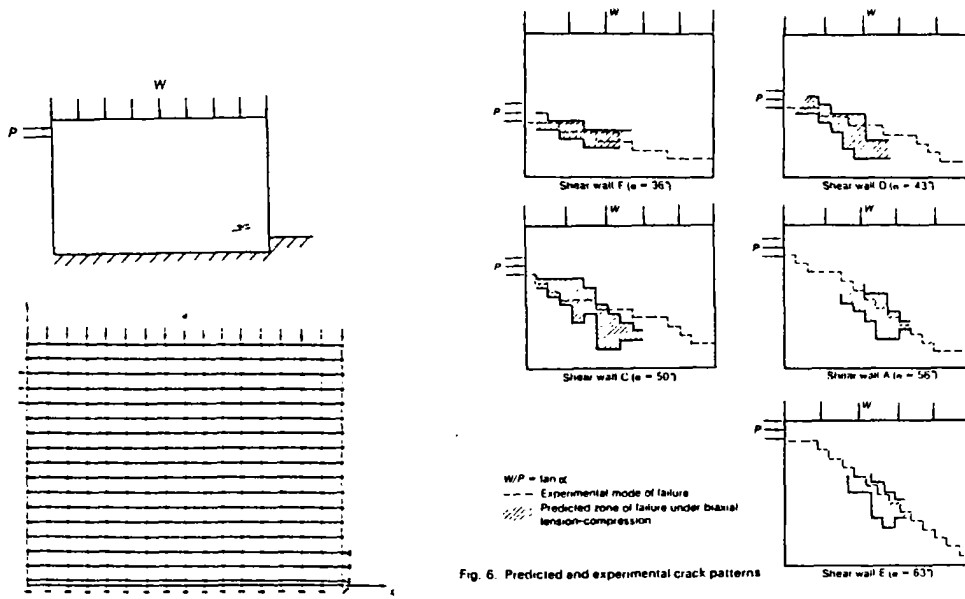 W
P
W
P
Shear wall F (α = 36°)
W
P
Shear wall D (α = 43°)
W
P
Shear wall C (α = 50°)
W
P
Shear wall A (α = 56°)
W
P
Shear wall E (α = 63°)
W/P = tan α
Experimental mode of failure
Predicted zone of failure under biaxial
tension-compression
Fig. 6. Predicted and experimental crack patterns